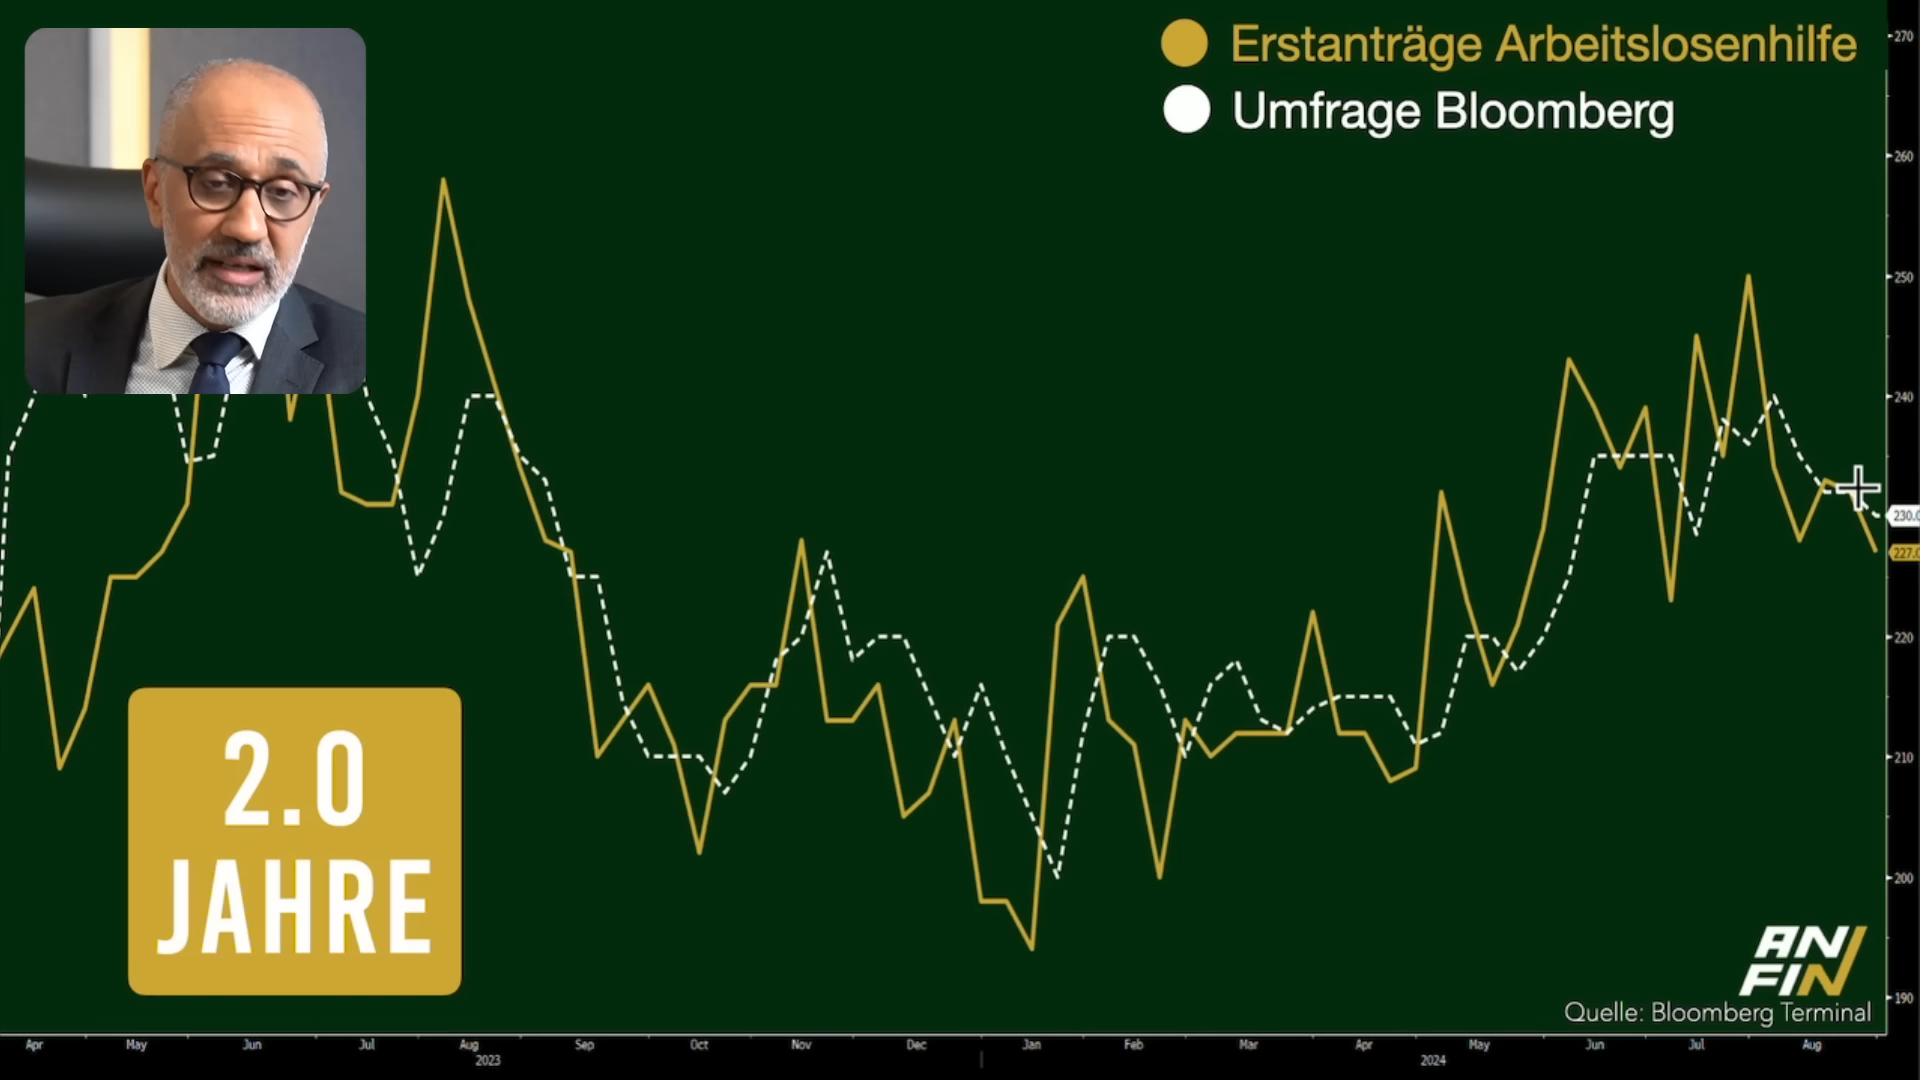 Erstanträge Arbeitslosenhilfe
Umfrage Bloomberg
270
260
250
240
230.0
227.0
220
210
200
190
2.0
JAHRE
AN
FIN
Quelle: Bloomberg Terminal
Apr May Jun Jul Aug Sep Oct Nov Dec Jan Feb Mar Apr May Jun Jul Aug
2023 2024